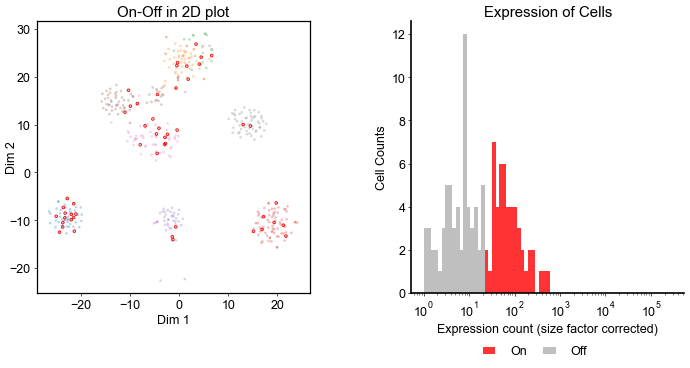 On-Off in 2D plot
30
20
10
0
−10
−20
−20 −10 0 10 20
Dim 2
Dim 1
Expression of Cells
12
10
8
6
4
2
0
10^0 10^1 10^2 10^3 10^4 10^5
Cell Counts
Expression count (size factor corrected)
On Off